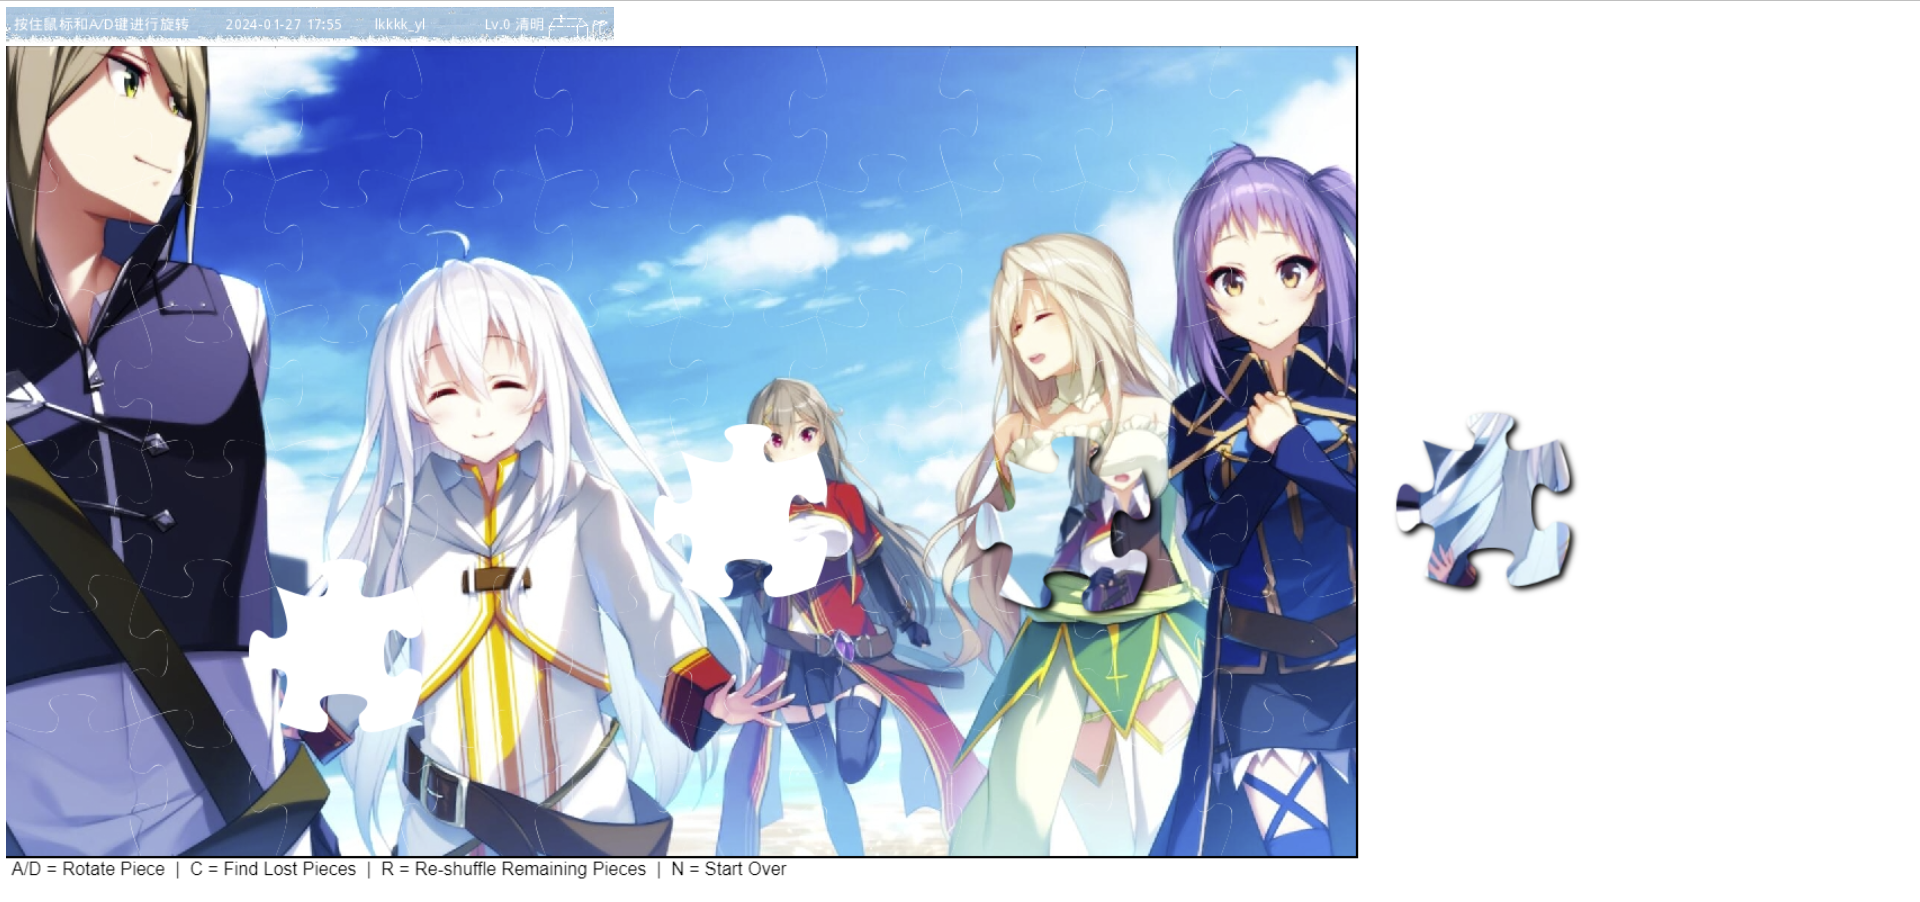 按住鼠标和A/D键进行旋转 2024-01-27 17:55 lkkkk_yl Lv.0 清明
A/D = Rotate Piece | C = Find Lost Pieces | R = Re-shuffle Remaining Pieces | N = Start Over